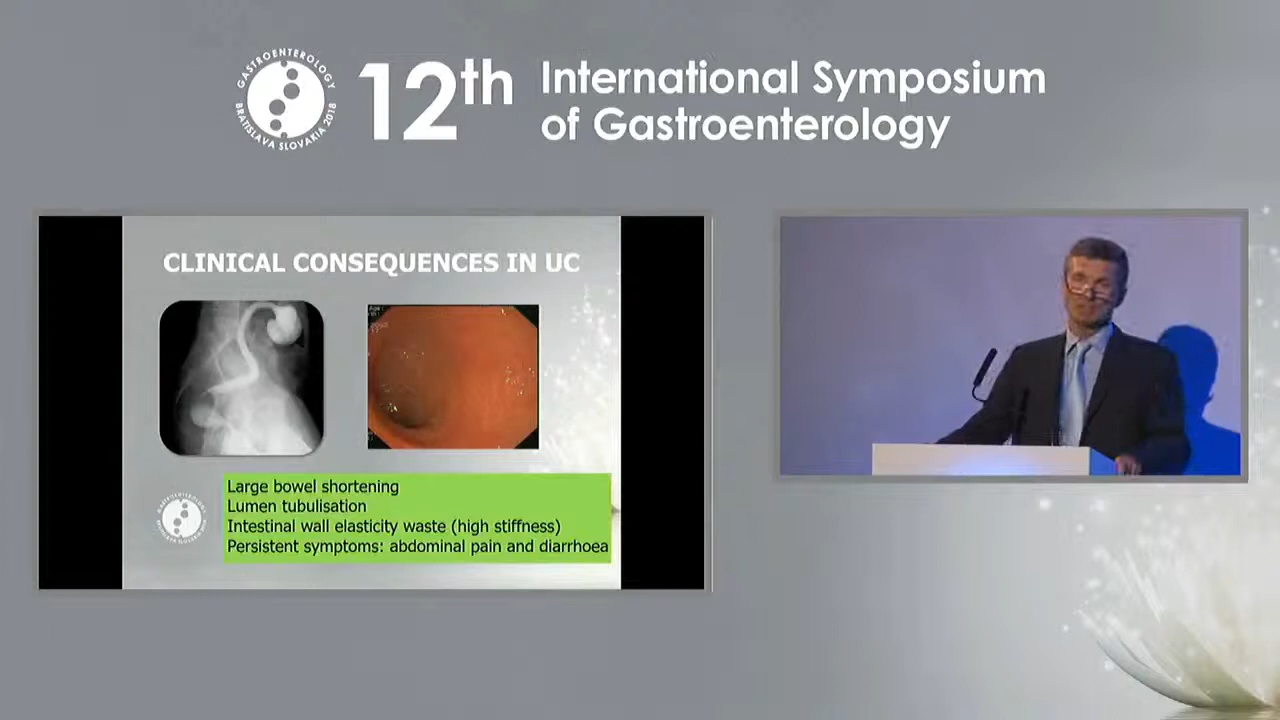 GASTROENTEROLOGY
BRATISLAVA SLOVAKIA 2018
12th
International Symposium
of Gastroenterology
CLINICAL CONSEQUENCES IN UC
Large bowel shortening
Lumen tubulisation
Intestinal wall elasticity waste (high stiffness)
Persistent symptoms: abdominal pain and diarrhoea